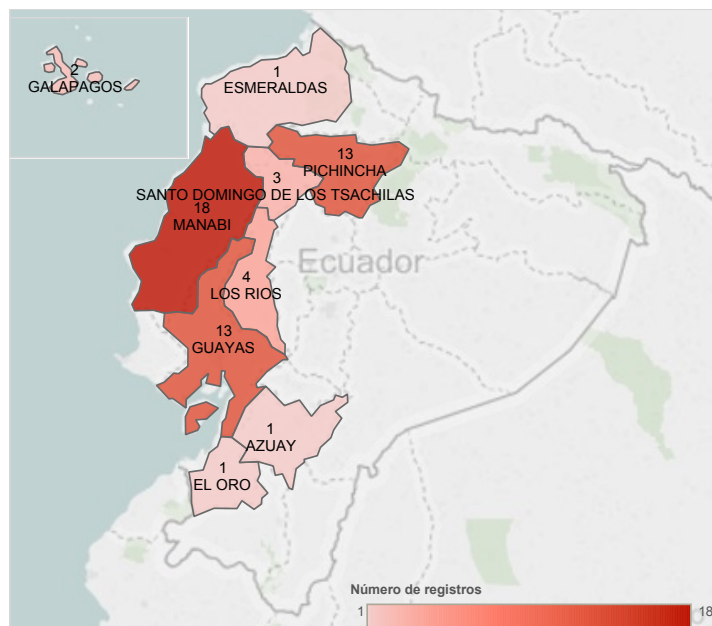 2
GALAPAGOS
1
ESMERALDAS
13
PICHINCHA
3
SANTO DOMINGO DE LOS TSACHILAS
18
MANABI
Ecuador
4
LOS RIOS
13
GUAYAS
1
AZUAY
1
EL ORO
Número de registros
1
18